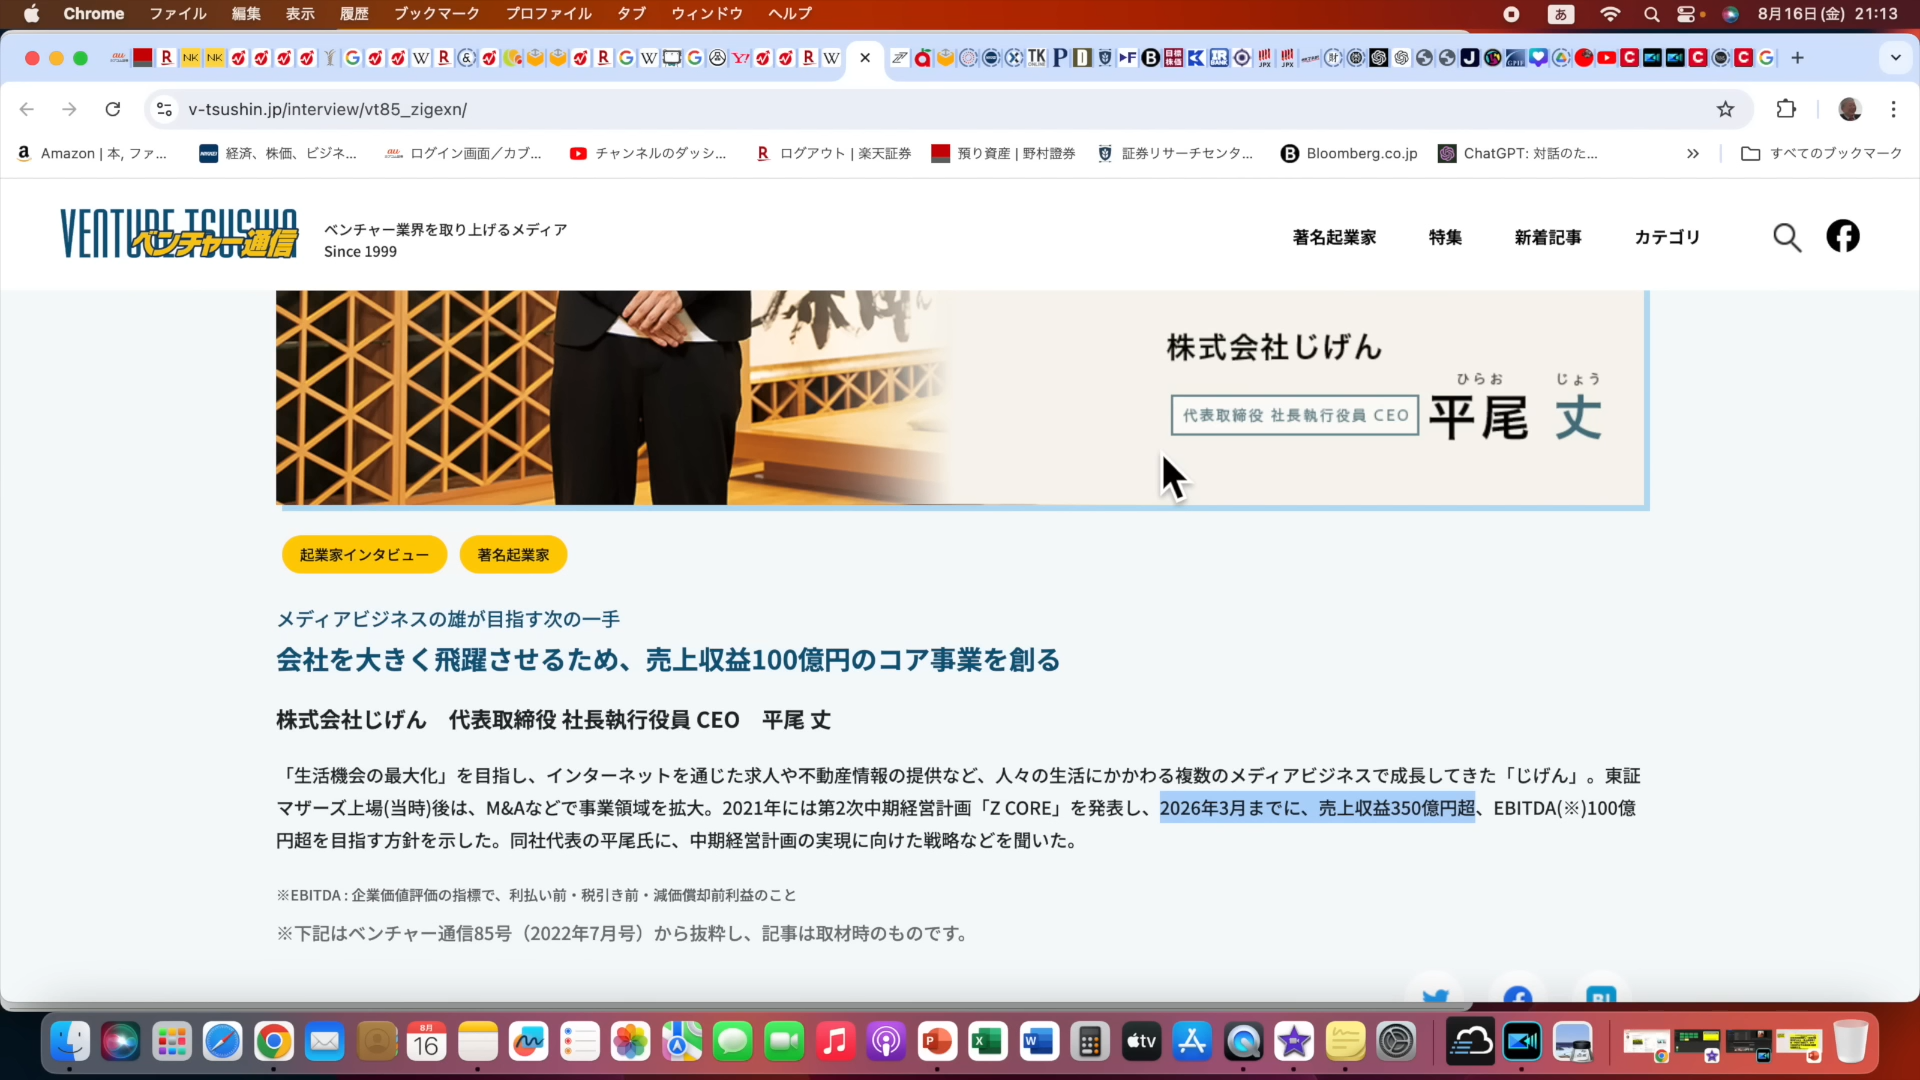 Chrome ファイル 編集 表示 履歴 ブックマーク プロファイル タブ ウィンドウ ヘルプ あ 8月16日(金) 21:13
v-tsushin.jp/interview/vt85_zigexn/
Amazon | 本, ファ... 経済、株価、ビジネ... ログイン画面／カブ... チャンネルのダッシ... ログアウト | 楽天証券 預り資産 | 野村證券 証券リサーチセンタ... Bloomberg.co.jp ChatGPT: 対話のた... すべてのブックマーク
VENTURE TSUSHIN
ベンチャー通信
ベンチャー業界を取り上げるメディア
Since 1999
著名起業家 特集 新着記事 カテゴリ
株式会社じげん
ひらお じょう
代表取締役 社長執行役員 CEO 平尾 丈
起業家インタビュー 著名起業家
メディアビジネスの雄が目指す次の一手
会社を大きく飛躍させるため、売上収益100億円のコア事業を創る
株式会社じげん　代表取締役 社長執行役員 CEO　平尾 丈
「生活機会の最大化」を目指し、インターネットを通じた求人や不動産情報の提供など、人々の生活にかかわる複数のメディアビジネスで成長してきた「じげん」。東証
マザーズ上場(当時)後は、M&Aなどで事業領域を拡大。2021年には第2次中期経営計画「Z CORE」を発表し、2026年3月までに、売上収益350億円超、EBITDA(※)100億
円超を目指す方針を示した。同社代表の平尾氏に、中期経営計画の実現に向けた戦略などを聞いた。
※EBITDA : 企業価値評価の指標で、利払い前・税引き前・減価償却前利益のこと
※下記はベンチャー通信85号（2022年7月号）から抜粋し、記事は取材時のものです。
8月
16
tv